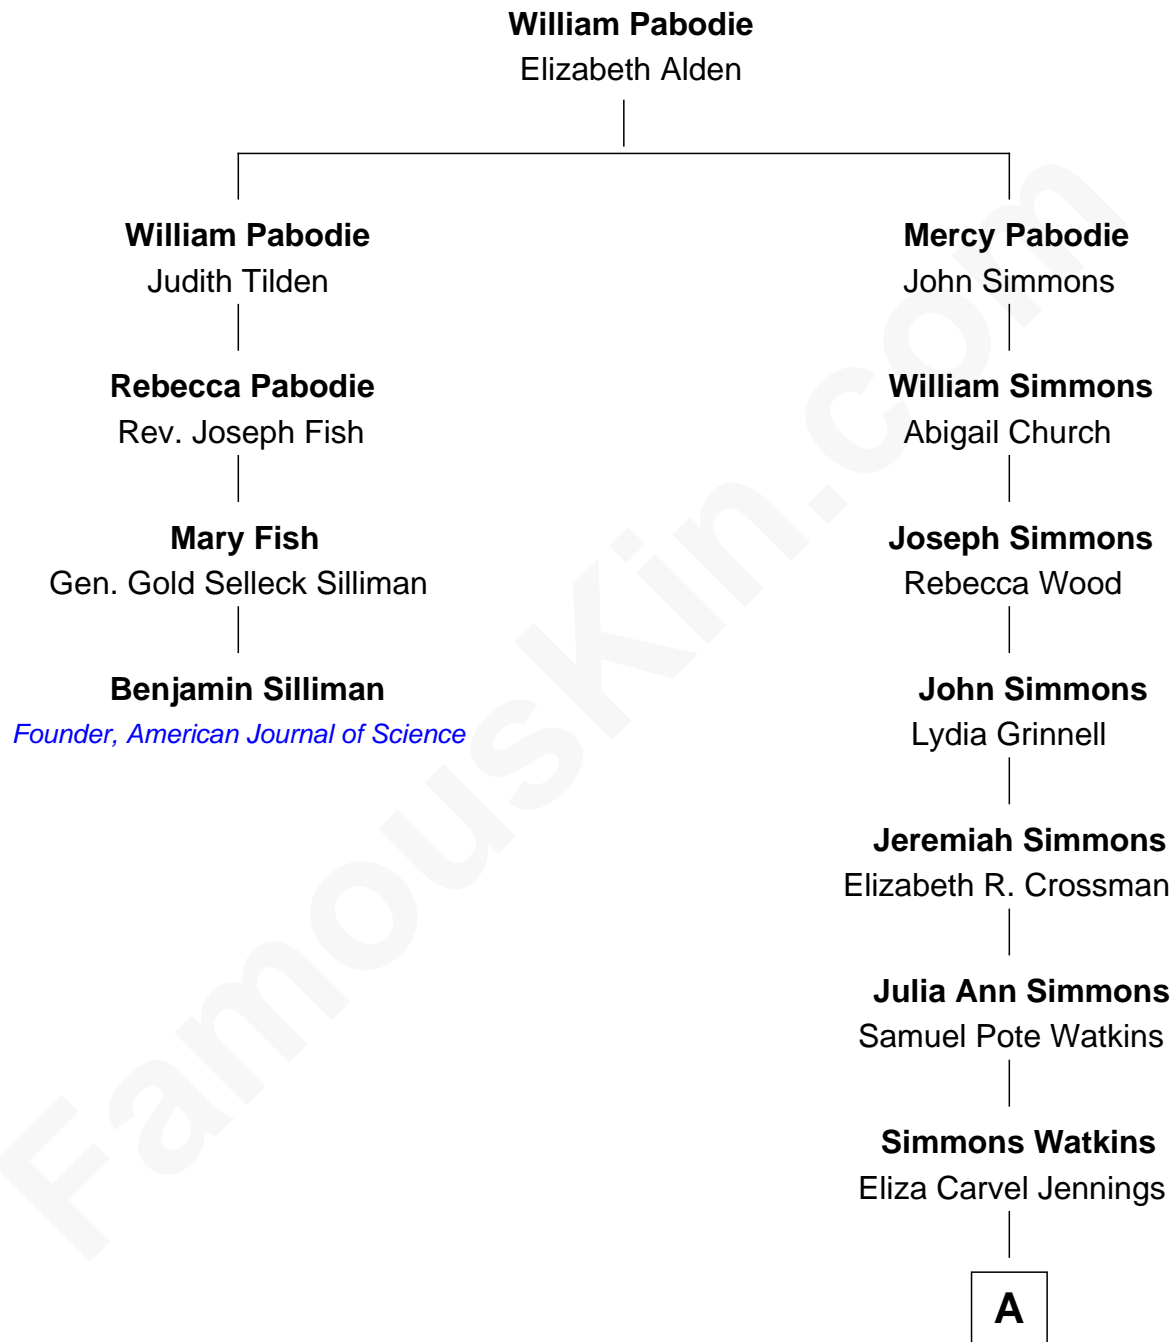 William Pabodie
Elizabeth Alden
William Pabodie
Judith Tilden
Rebecca Pabodie
Rev. Joseph Fish
Mary Fish
Gen. Gold Selleck Silliman
Benjamin Silliman
Founder, American Journal of Science
Mercy Pabodie
John Simmons
William Simmons
Abigail Church
Joseph Simmons
Rebecca Wood
John Simmons
Lydia Grinnell
Jeremiah Simmons
Elizabeth R. Crossman
Julia Ann Simmons
Samuel Pote Watkins
Simmons Watkins
Eliza Carvel Jennings
A
FamousKin.com